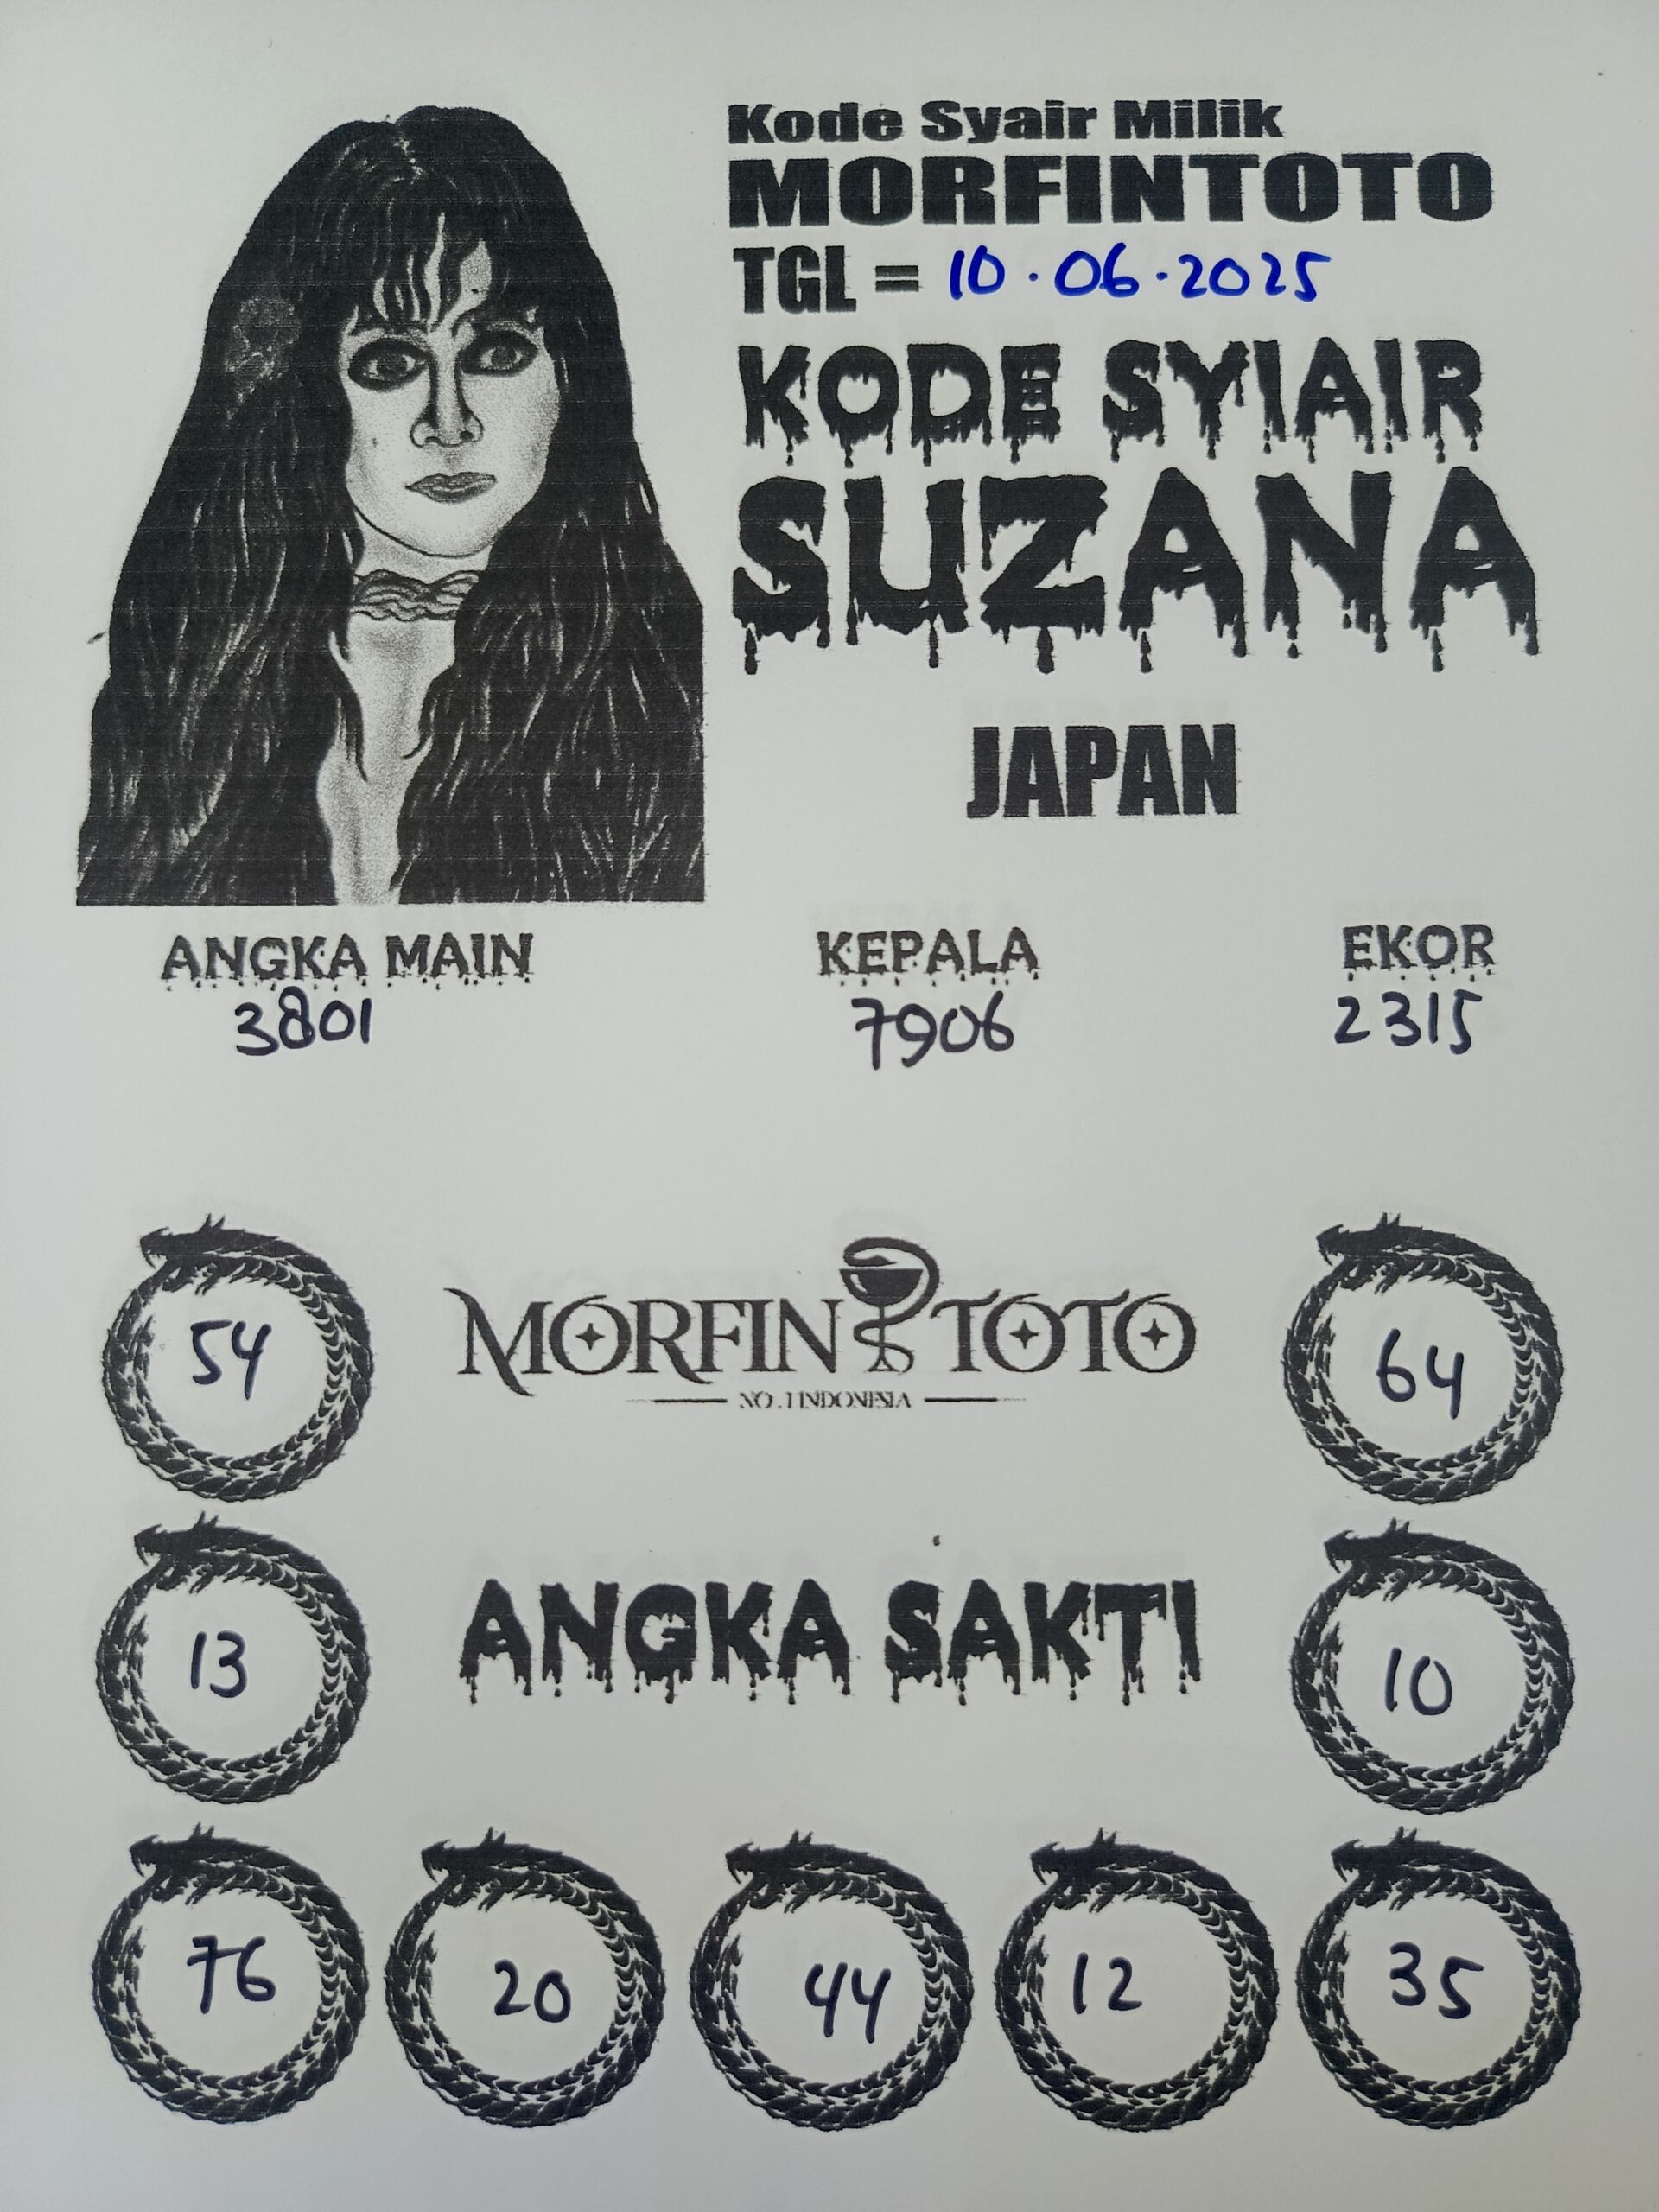 Kode Syair Milik
MORFINTOTO
TGL = 10.06.2025
KODE SYIAIR
SUZANA
JAPAN
ANGKA MAIN
3801
KEPALA
7906
EKOR
2315
54
MORFIN TOTO
NO.1 INDONESIA
64
13
ANGKA SAKTI
10
76 20 44 12 35